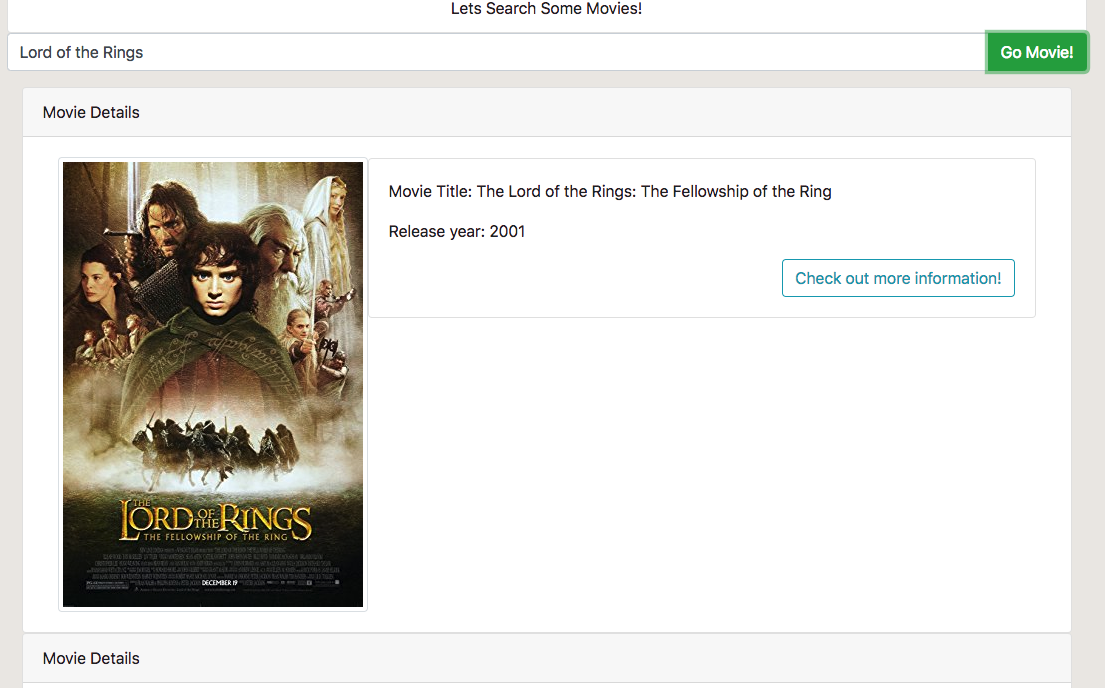 Lets Search Some Movies!
Lord of the Rings
Go Movie!
Movie Details
Movie Title: The Lord of the Rings: The Fellowship of the Ring
Release year: 2001
Check out more information!
THE
LORD OF THE RINGS
THE FELLOWSHIP OF THE RING
DECEMBER 19
Movie Details